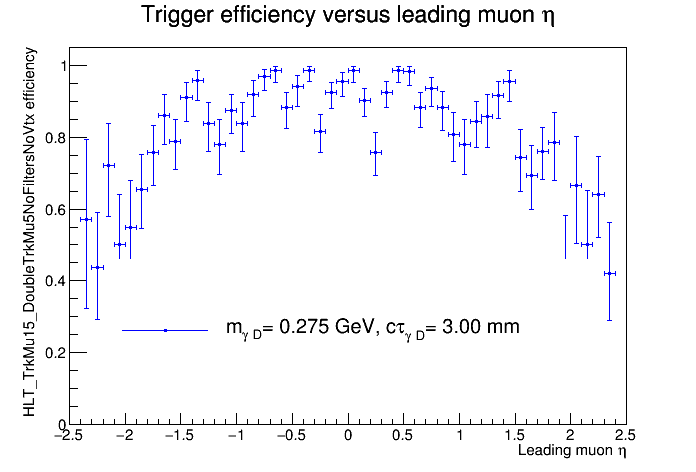 Trigger efficiency versus leading muon η
HLT_TrkMu15_DoubleTrkMu5NoFiltersNoVtx efficiency
1
0.8
0.6
0.4
0.2
0
m_γ D= 0.275 GeV, cτ_γ D= 3.00 mm
−2.5 −2 −1.5 −1 −0.5 0 0.5 1 1.5 2 2.5
Leading muon η